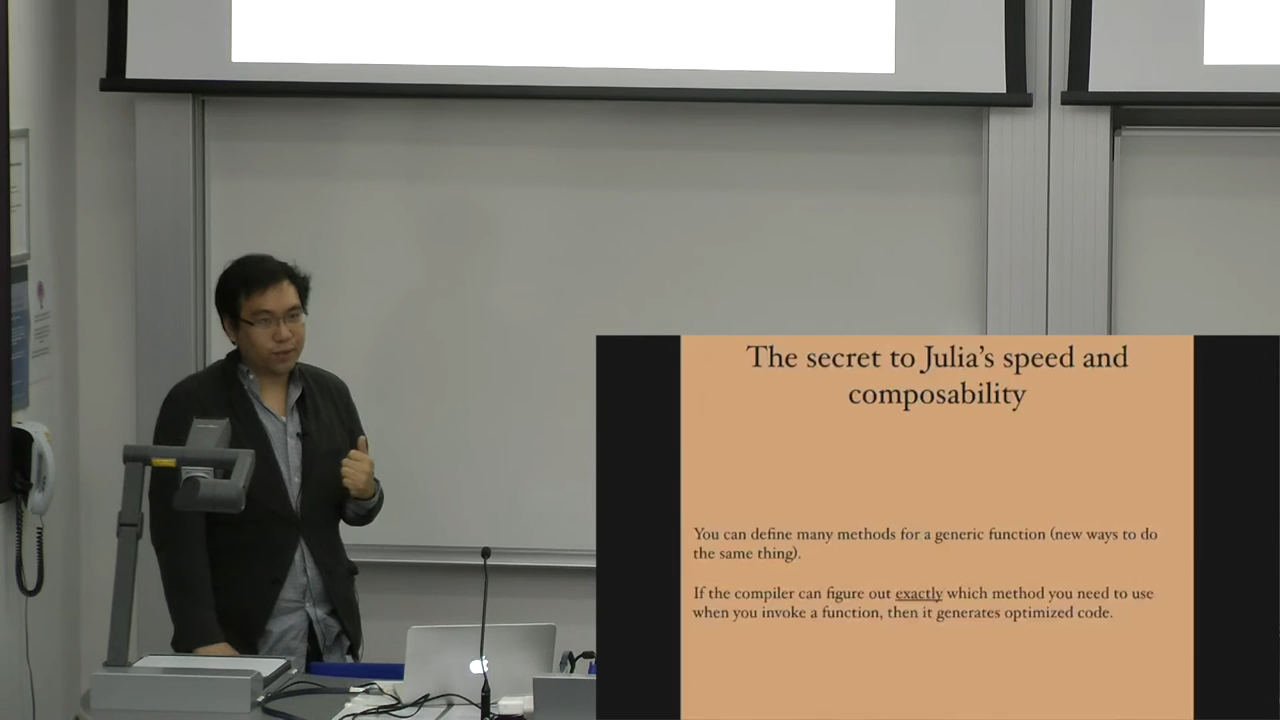 The secret to Julia's speed and
composability
You can define many methods for a generic function (new ways to do
the same thing).
If the compiler can figure out exactly which method you need to use
when you invoke a function, then it generates optimized code.